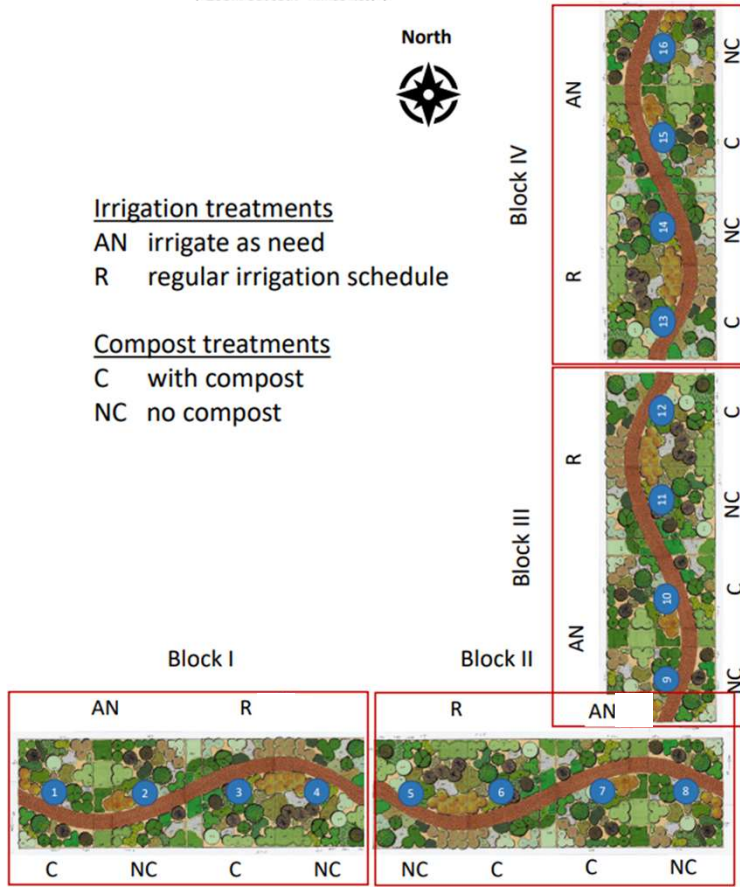 North
Irrigation treatments
AN irrigate as need
R regular irrigation schedule
Compost treatments
C with compost
NC no compost
Block IV
AN
R
16
15
14
13
NC
C
NC
C
Block III
R
AN
12
11
10
9
C
NC
C
NC
Block I
AN R
1 2 3 4
C NC C NC
Block II
R AN
5 6 7 8
NC C C NC